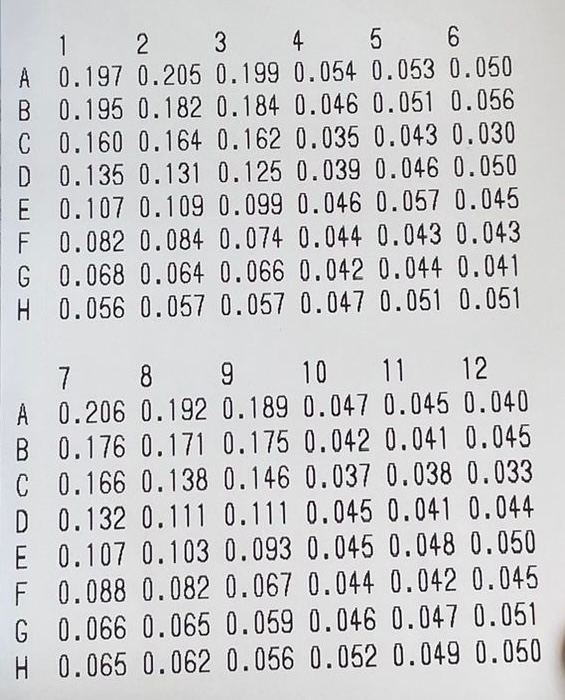 1 2 3 4 5 6
A 0.197 0.205 0.199 0.054 0.053 0.050
B 0.195 0.182 0.184 0.046 0.051 0.056
C 0.160 0.164 0.162 0.035 0.043 0.030
D 0.135 0.131 0.125 0.039 0.046 0.050
E 0.107 0.109 0.099 0.046 0.057 0.045
F 0.082 0.084 0.074 0.044 0.043 0.043
G 0.068 0.064 0.066 0.042 0.044 0.041
H 0.056 0.057 0.057 0.047 0.051 0.051
7 8 9 10 11 12
A 0.206 0.192 0.189 0.047 0.045 0.040
B 0.176 0.171 0.175 0.042 0.041 0.045
C 0.166 0.138 0.146 0.037 0.038 0.033
D 0.132 0.111 0.111 0.045 0.041 0.044
E 0.107 0.103 0.093 0.045 0.048 0.050
F 0.088 0.082 0.067 0.044 0.042 0.045
G 0.066 0.065 0.059 0.046 0.047 0.051
H 0.065 0.062 0.056 0.052 0.049 0.050